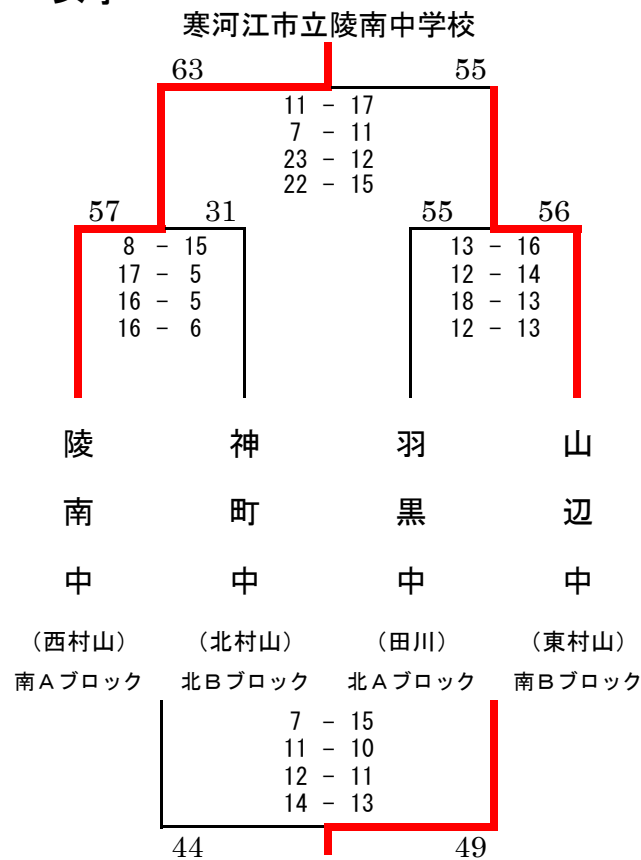 寒河江市立陵南中学校
63 55
11 - 17
7 - 11
23 - 12
22 - 15
57 31 55 56
8 - 15 13 - 16
17 - 5 12 - 14
16 - 5 18 - 13
16 - 6 12 - 13
陵南中 神町中 羽黒中 山辺中
（西村山） （北村山） （田川） （東村山）
南Aブロック 北Bブロック 北Aブロック 南Bブロック
7 - 15
11 - 10
12 - 11
14 - 13
44 49